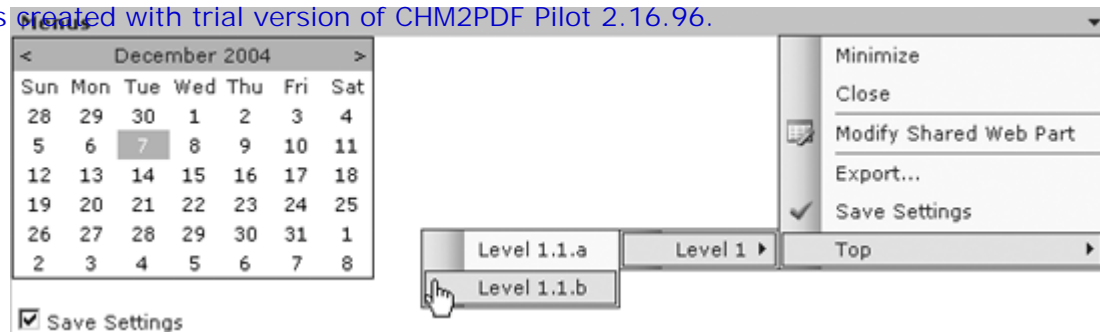 s created with trial version of CHM2PDF Pilot 2.16.96.
Menus
< December 2004 >
Sun Mon Tue Wed Thu Fri Sat
28 29 30 1 2 3 4
5 6 7 8 9 10 11
12 13 14 15 16 17 18
19 20 21 22 23 24 25
26 27 28 29 30 31 1
2 3 4 5 6 7 8
Save Settings
Minimize
Close
Modify Shared Web Part
Export...
Save Settings
Top
Level 1
Level 1.1.a
Level 1.1.b